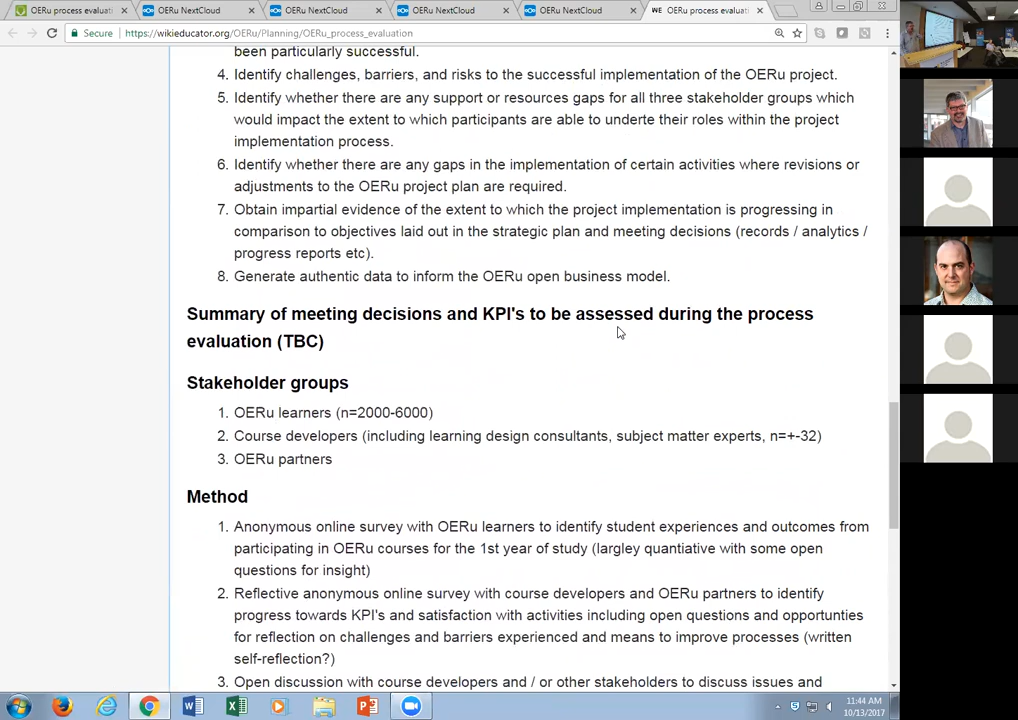 OERu process evaluat
OERu NextCloud
OERu NextCloud
OERu NextCloud
OERu NextCloud
WE OERu process evaluat
Secure https://wikieducator.org/OERu/Planning/OERu_process_evaluation
been particularly successful.
4. Identify challenges, barriers, and risks to the successful implementation of the OERu project.
5. Identify whether there are any support or resources gaps for all three stakeholder groups which
would impact the extent to which participants are able to underte their roles within the project
implementation process.
6. Identify whether there are any gaps in the implementation of certain activities where revisions or
adjustments to the OERu project plan are required.
7. Obtain impartial evidence of the extent to which the project implementation is progressing in
comparison to objectives laid out in the strategic plan and meeting decisions (records / analytics /
progress reports etc).
8. Generate authentic data to inform the OERu open business model.
Summary of meeting decisions and KPI's to be assessed during the process
evaluation (TBC)
Stakeholder groups
1. OERu learners (n=2000-6000)
2. Course developers (including learning design consultants, subject matter experts, n=+-32)
3. OERu partners
Method
1. Anonymous online survey with OERu learners to identify student experiences and outcomes from
participating in OERu courses for the 1st year of study (largley quantiative with some open
questions for insight)
2. Reflective anonymous online survey with course developers and OERu partners to identify
progress towards KPI's and satisfaction with activities including open questions and opportunties
for reflection on challenges and barriers experienced and means to improve processes (written
self-reflection?)
3. Open discussion with course developers and / or other stakeholders to discuss issues and
11:44 AM
10/13/2017